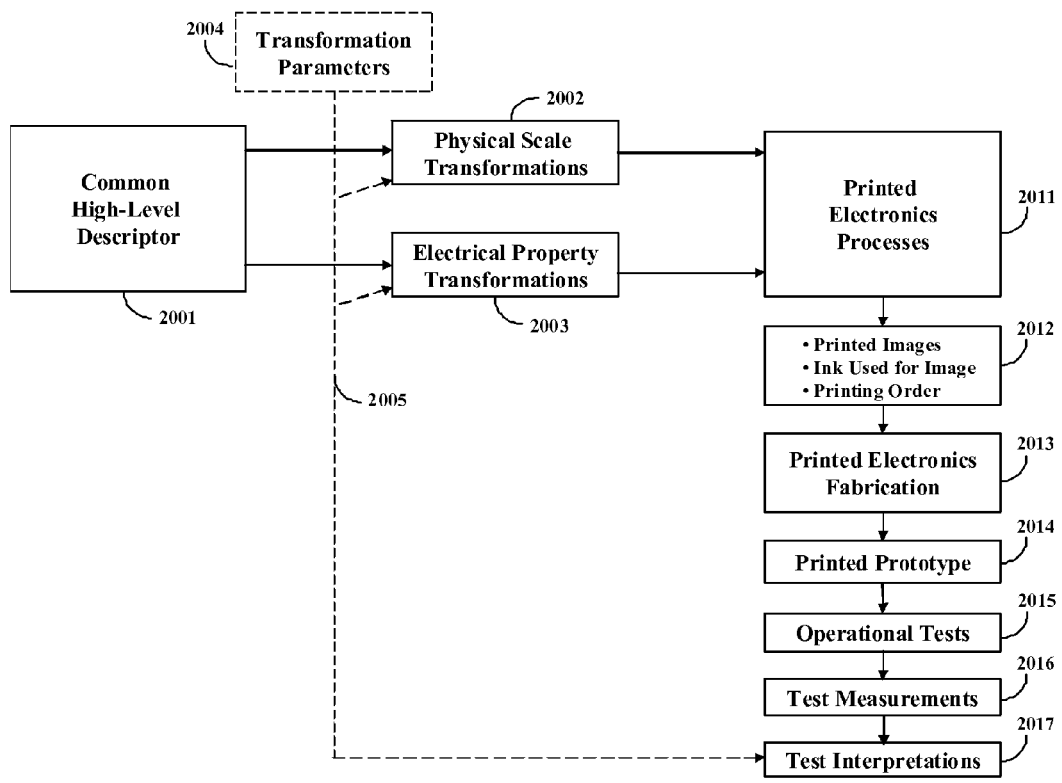 2004
Transformation
Parameters
2002
Physical Scale
Transformations
Common
High-Level
Descriptor
Printed
Electronics
Processes
2011
Electrical Property
Transformations
2001
2003
2012
• Printed Images
• Ink Used for Image
• Printing Order
2005
2013
Printed Electronics
Fabrication
2014
Printed Prototype
2015
Operational Tests
2016
Test Measurements
2017
Test Interpretations